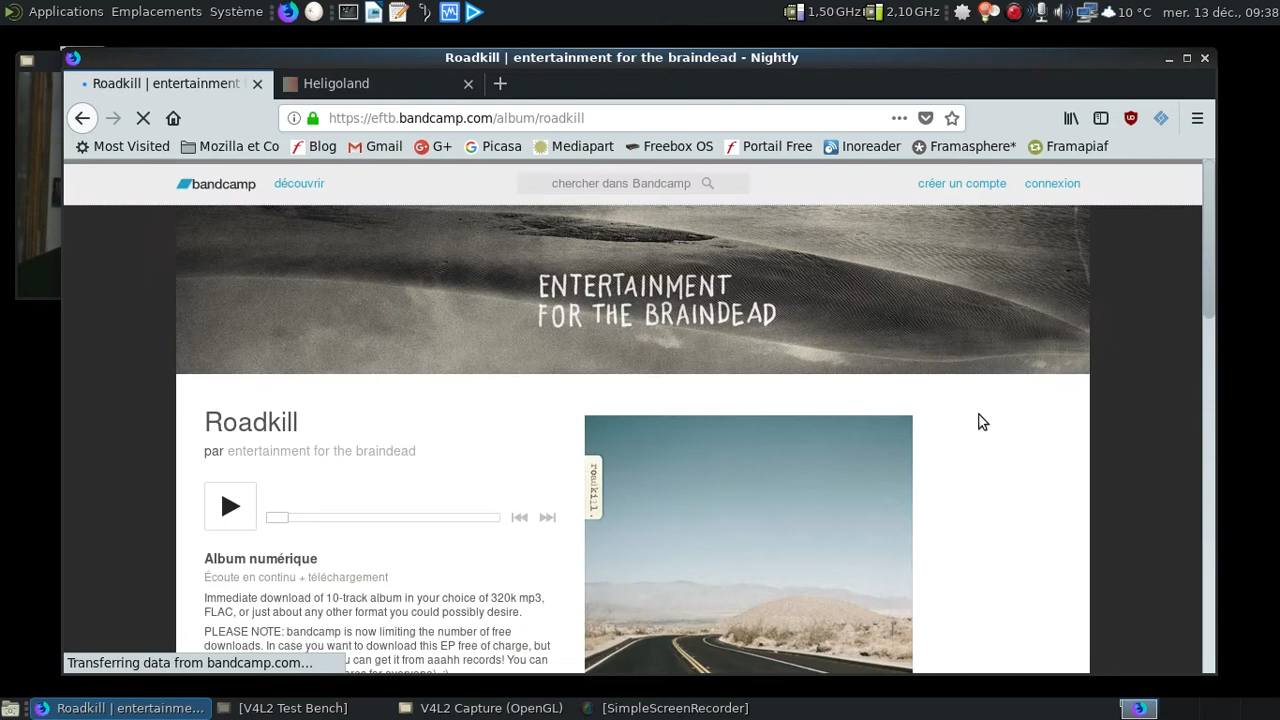 Applications Emplacements Système
1,50 GHz 2,10 GHz 10 °C mer. 13 déc., 09:38
Roadkill | entertainment for the braindead - Nightly
Roadkill | entertainment
Heligoland
https://eftb.bandcamp.com/album/roadkill
Most Visited Mozilla et Co Blog Gmail G+ Picasa Mediapart Freebox OS Portail Free Inoreader Framasphere* Framapiaf
bandcamp découvrir chercher dans Bandcamp créer un compte connexion
ENTERTAINMENT
FOR THE BRAINDEAD
Roadkill
par entertainment for the braindead
roadkill.
Album numérique
Écoute en continu + téléchargement
Immediate download of 10-track album in your choice of 320k mp3,
FLAC, or just about any other format you could possibly desire.
PLEASE NOTE: bandcamp is now limiting the number of free
downloads. In case you want to download this EP free of charge, but
you can get it from aaahh records! You can
Transferring data from bandcamp.com…
Roadkill | entertainme... [V4L2 Test Bench] V4L2 Capture (OpenGL) [SimpleScreenRecorder]